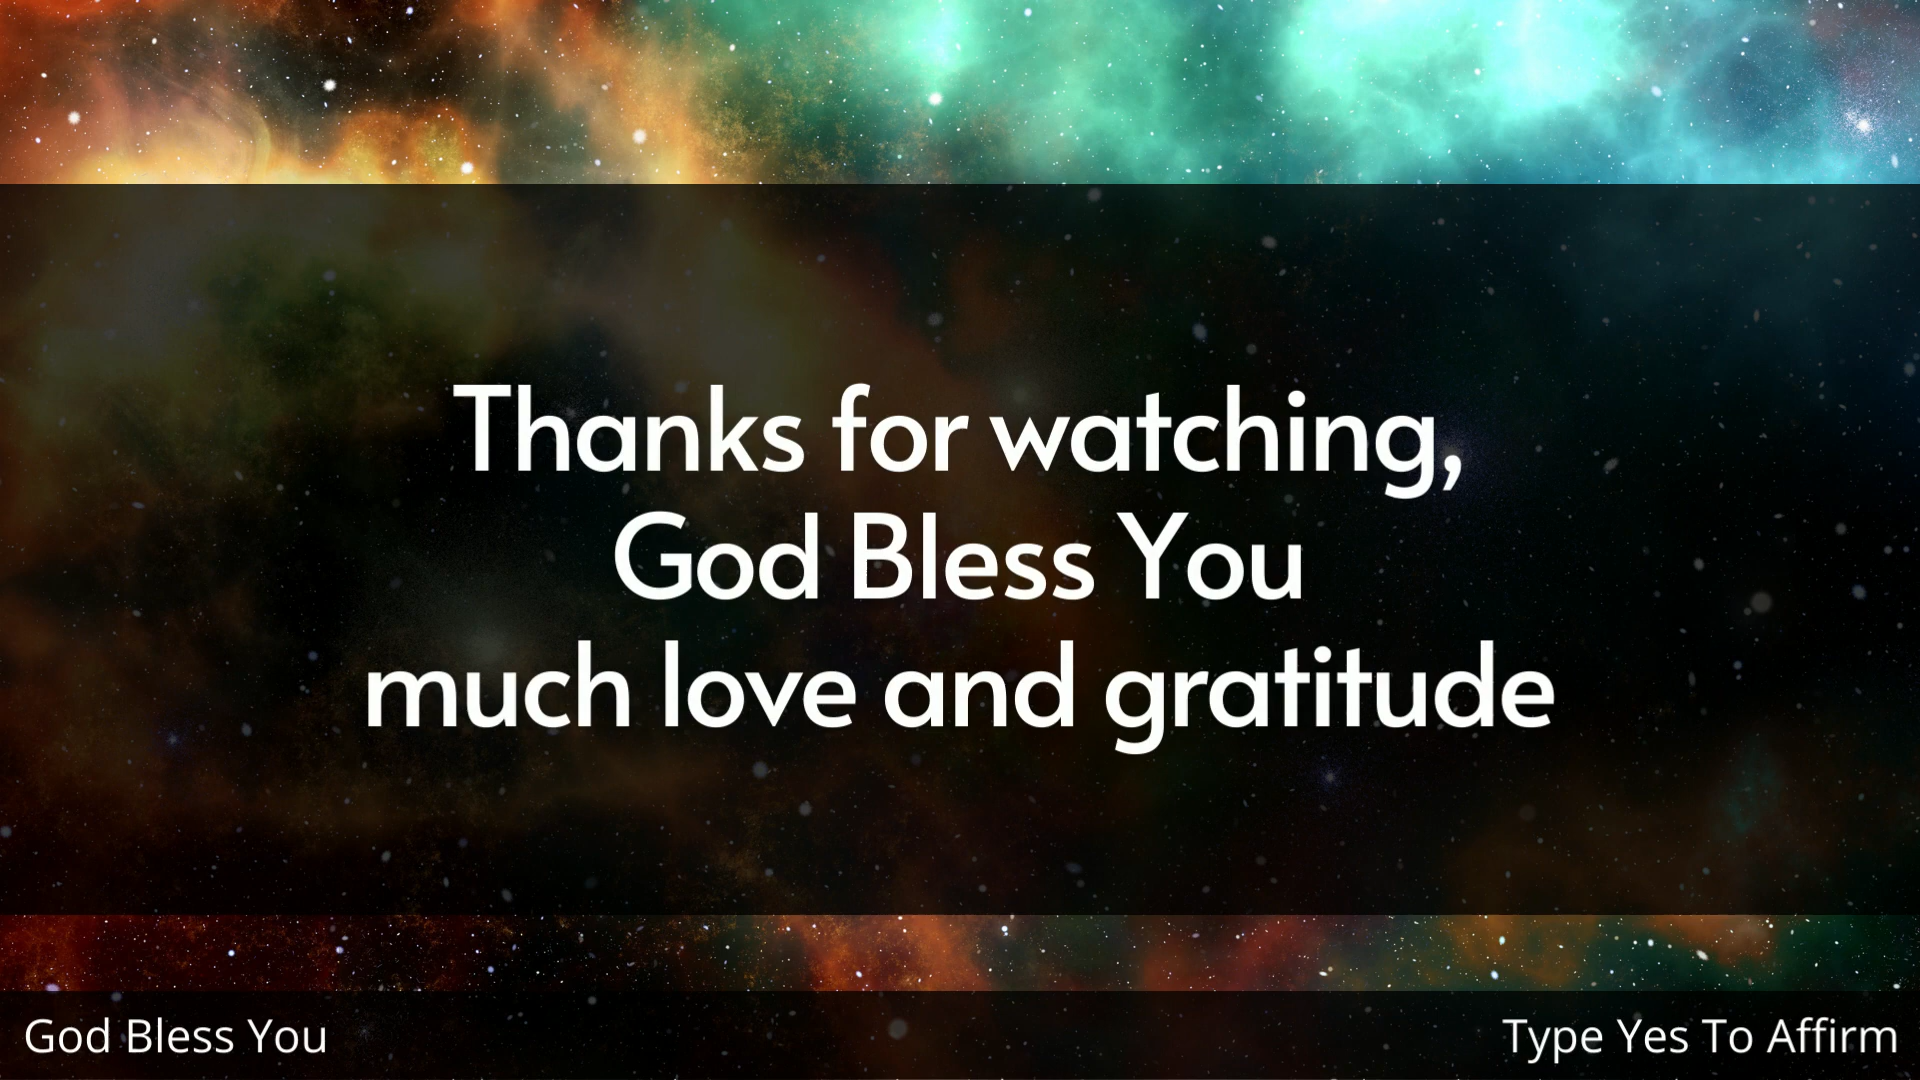 Thanks for watching,
God Bless You
much love and gratitude
God Bless You
Type Yes To Affirm